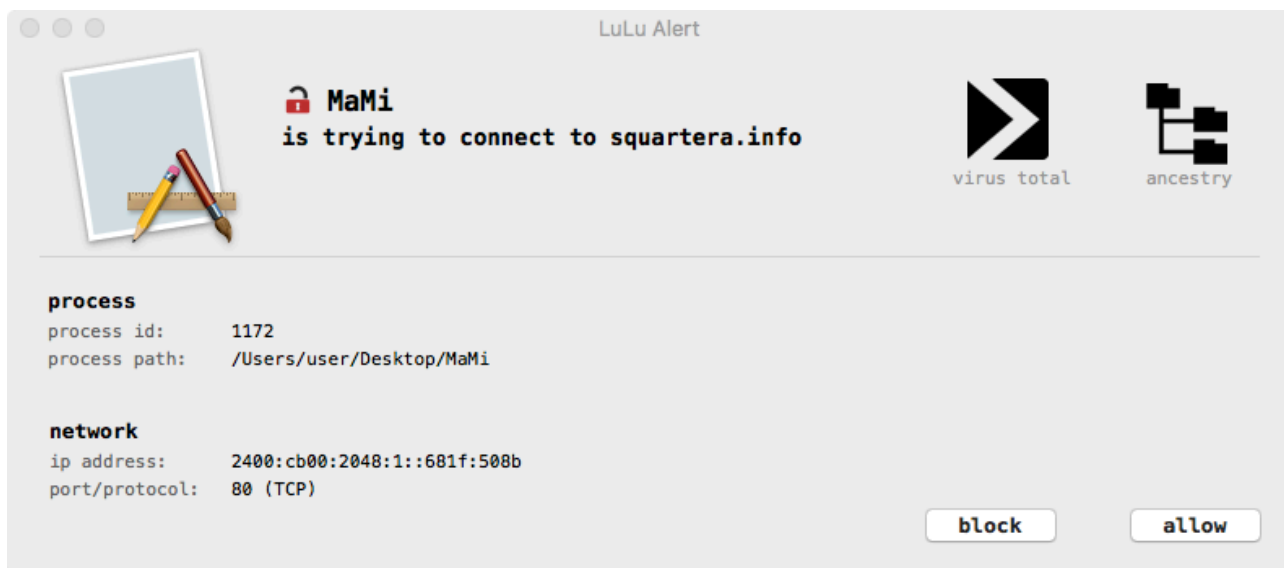 LuLu Alert
MaMi
is trying to connect to squartera.info
virus total
ancestry
process
process id: 1172
process path: /Users/user/Desktop/MaMi
network
ip address: 2400:cb00:2048:1::681f:508b
port/protocol: 80 (TCP)
block
allow